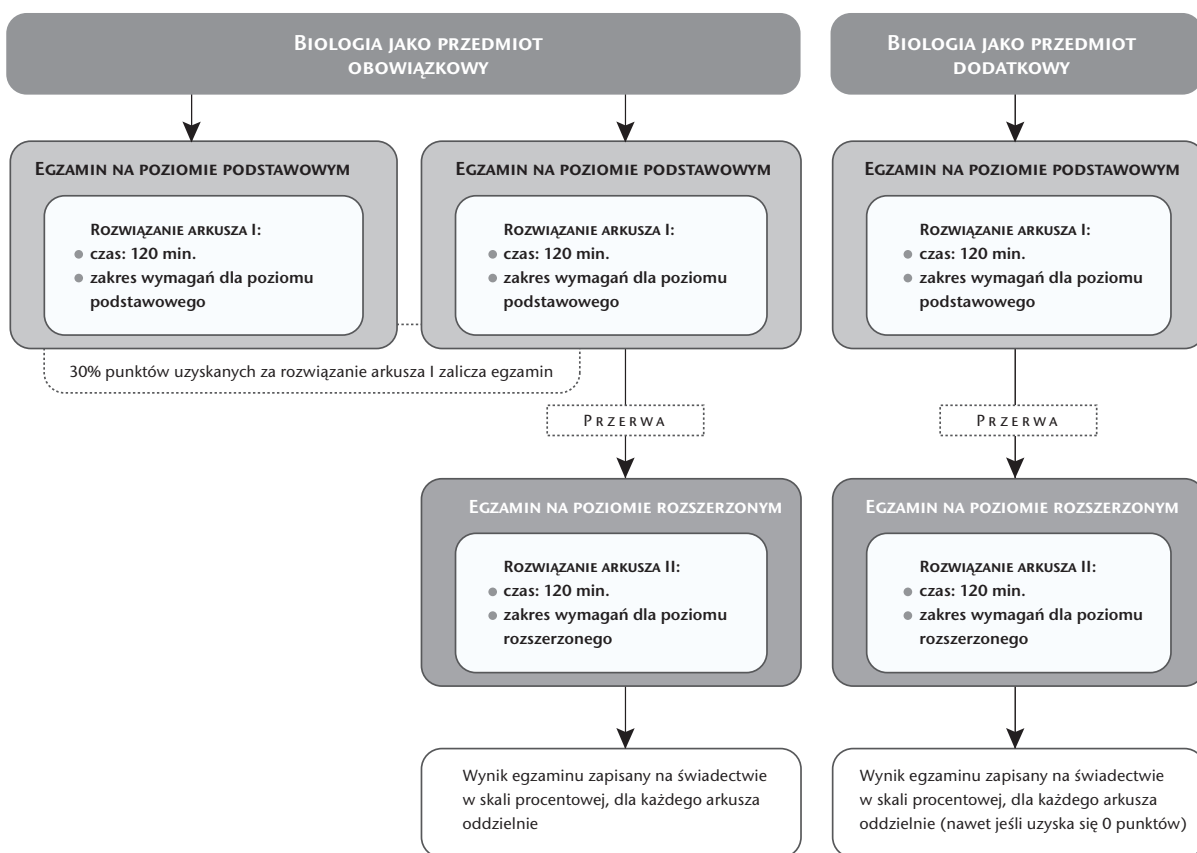 BIOLOGIA JAKO PRZEDMIOT
OBOWIĄZKOWY
BIOLOGIA JAKO PRZEDMIOT
DODATKOWY
EGZAMIN NA POZIOMIE PODSTAWOWYM
ROZWIĄZANIE ARKUSZA I:
● czas: 120 min.
● zakres wymagań dla poziomu
podstawowego
EGZAMIN NA POZIOMIE PODSTAWOWYM
ROZWIĄZANIE ARKUSZA I:
● czas: 120 min.
● zakres wymagań dla poziomu
podstawowego
EGZAMIN NA POZIOMIE PODSTAWOWYM
ROZWIĄZANIE ARKUSZA I:
● czas: 120 min.
● zakres wymagań dla poziomu
podstawowego
30% punktów uzyskanych za rozwiązanie arkusza I zalicza egzamin
PRZERWA
PRZERWA
EGZAMIN NA POZIOMIE ROZSZERZONYM
ROZWIĄZANIE ARKUSZA II:
● czas: 120 min.
● zakres wymagań dla poziomu
rozszerzonego
EGZAMIN NA POZIOMIE ROZSZERZONYM
ROZWIĄZANIE ARKUSZA II:
● czas: 120 min.
● zakres wymagań dla poziomu
rozszerzonego
Wynik egzaminu zapisany na świadectwie
w skali procentowej, dla każdego arkusza
oddzielnie
Wynik egzaminu zapisany na świadectwie
w skali procentowej, dla każdego arkusza
oddzielnie (nawet jeśli uzyska się 0 punktów)